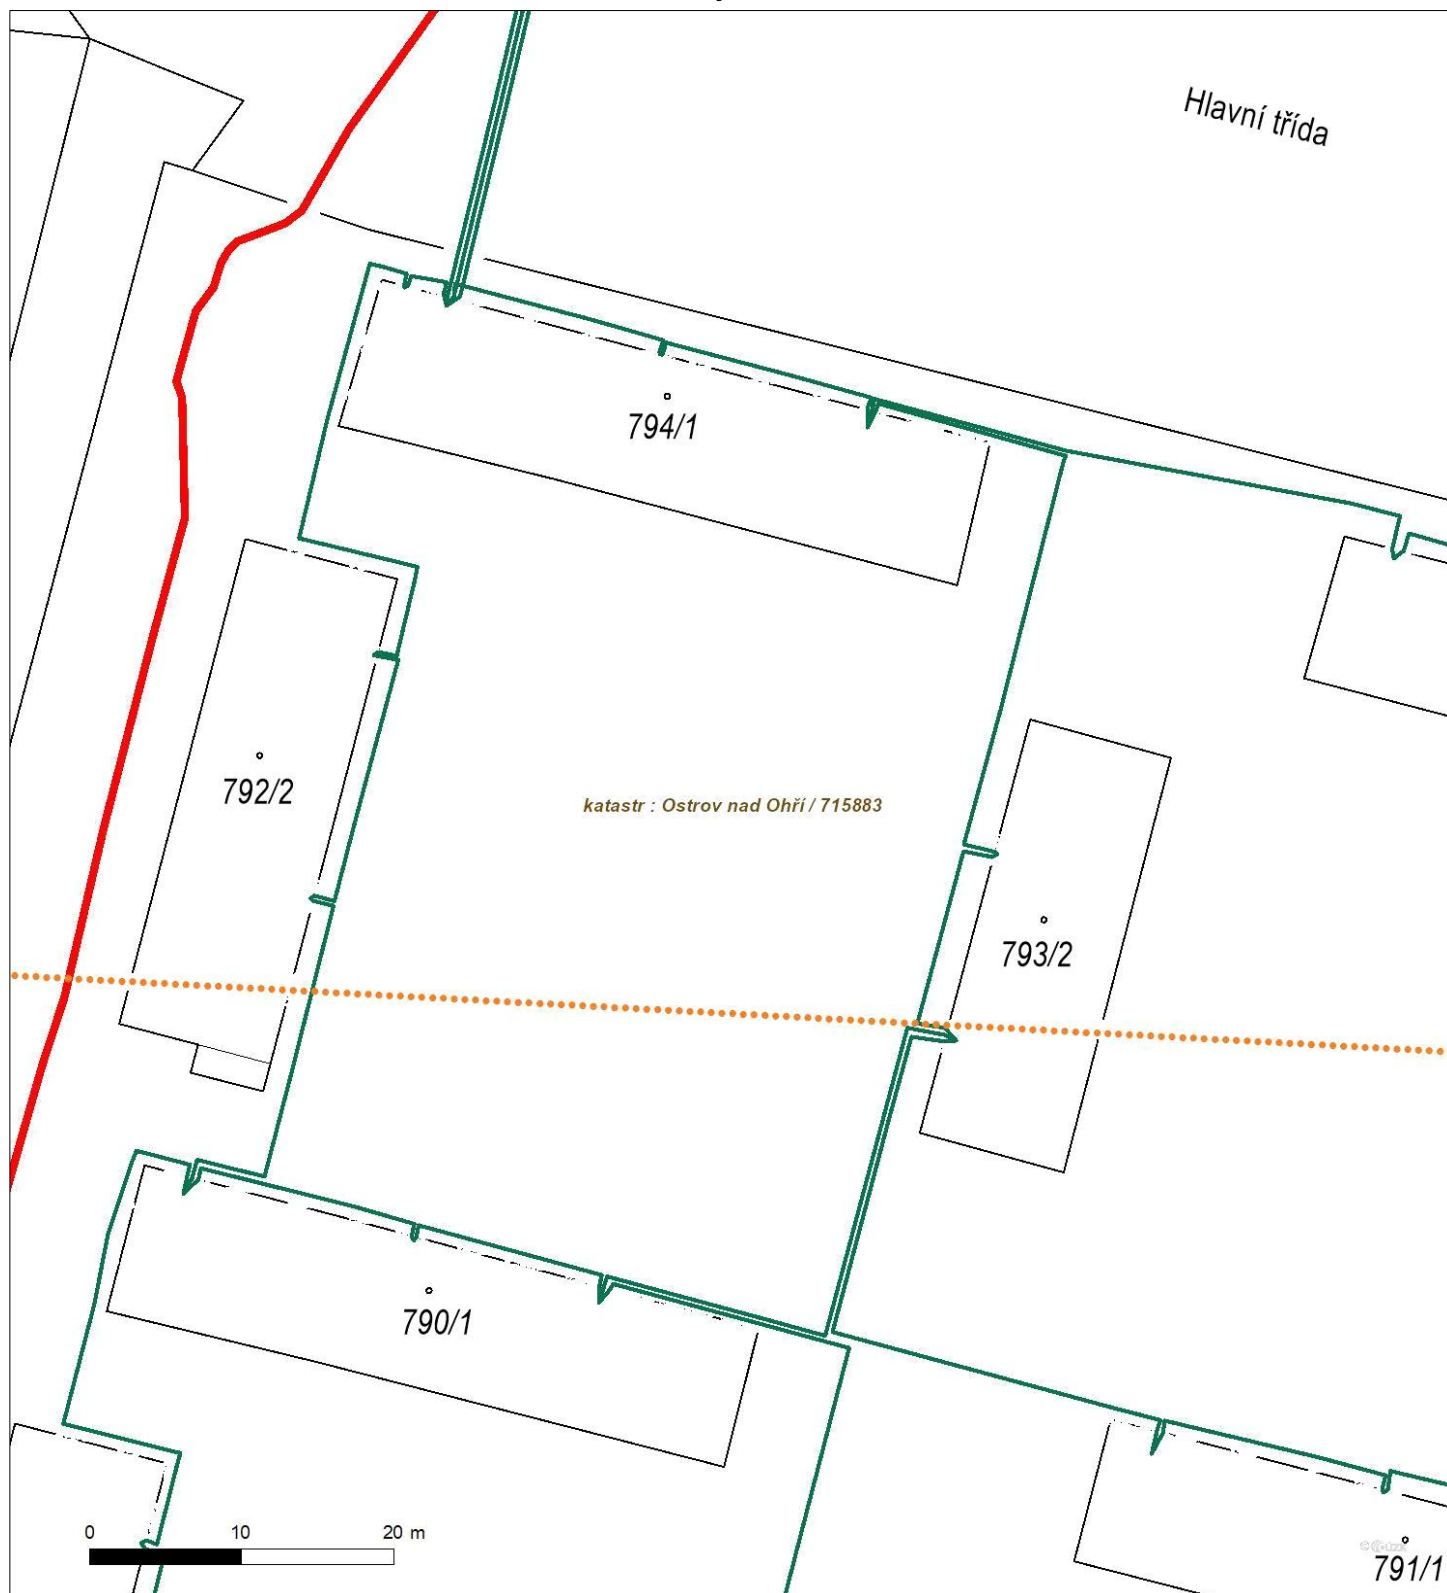 Hlavní třída
794/1
792/2
katastr : Ostrov nad Ohří / 715883
793/2
790/1
0 10 20 m
791/1